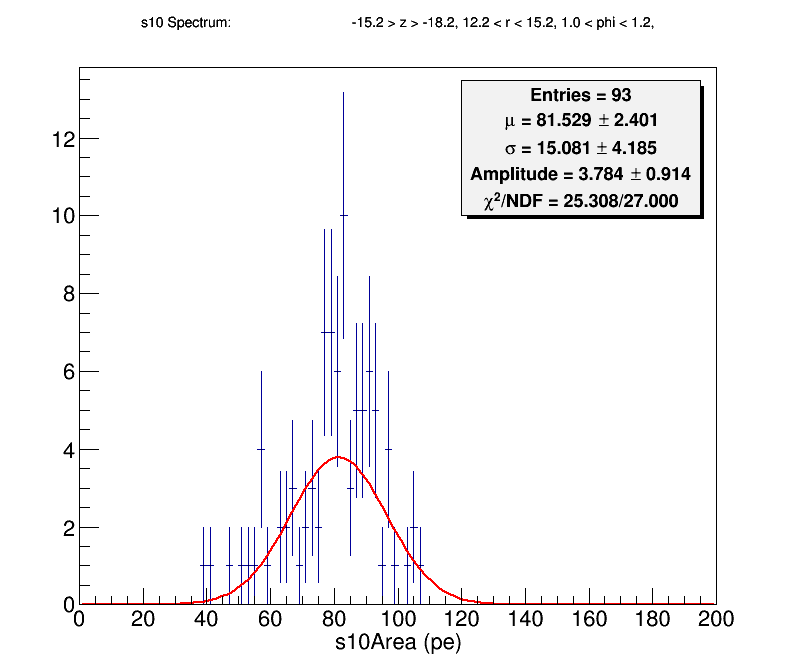 s10 Spectrum: -15.2 > z > -18.2, 12.2 < r < 15.2, 1.0 < phi < 1.2,
Entries = 93
μ = 81.529 ± 2.401
σ = 15.081 ± 4.185
Amplitude = 3.784 ± 0.914
χ²/NDF = 25.308/27.000
12
10
8
6
4
2
0
0 20 40 60 80 100 120 140 160 180 200
s10Area (pe)